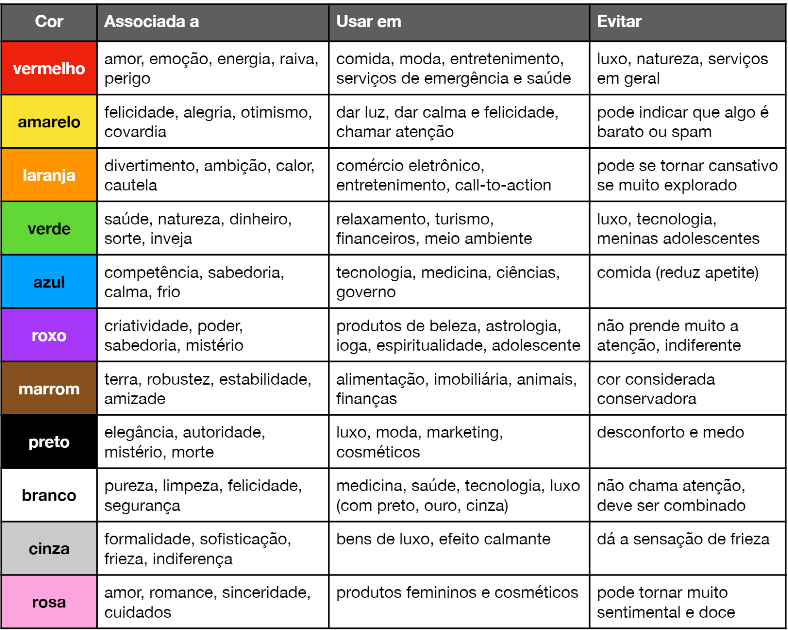 Cor Associada a Usar em Evitar
vermelho
amor, emoção, energia, raiva,
perigo
comida, moda, entretenimento,
serviços de emergência e saúde
luxo, natureza, serviços
em geral
amarelo
felicidade, alegria, otimismo,
covardia
dar luz, dar calma e felicidade,
chamar atenção
pode indicar que algo é
barato ou spam
laranja
divertimento, ambição, calor,
cautela
comércio eletrônico,
entretenimento, call-to-action
pode se tornar cansativo
se muito explorado
verde
saúde, natureza, dinheiro,
sorte, inveja
relaxamento, turismo,
financeiros, meio ambiente
luxo, tecnologia,
meninas adolescentes
azul
competência, sabedoria,
calma, frio
tecnologia, medicina, ciências,
governo
comida (reduz apetite)
roxo
criatividade, poder,
sabedoria, mistério
produtos de beleza, astrologia,
ioga, espiritualidade, adolescente
não prende muito a
atenção, indiferente
marrom
terra, robustez, estabilidade,
amizade
alimentação, imobiliária, animais,
finanças
cor considerada
conservadora
preto
elegância, autoridade,
mistério, morte
luxo, moda, marketing,
cosméticos
desconforto e medo
branco
pureza, limpeza, felicidade,
segurança
medicina, saúde, tecnologia, luxo
(com preto, ouro, cinza)
não chama atenção,
deve ser combinado
cinza
formalidade, sofisticação,
frieza, indiferença
bens de luxo, efeito calmante
dá a sensação de frieza
rosa
amor, romance, sinceridade,
cuidados
produtos femininos e cosméticos
pode tornar muito
sentimental e doce